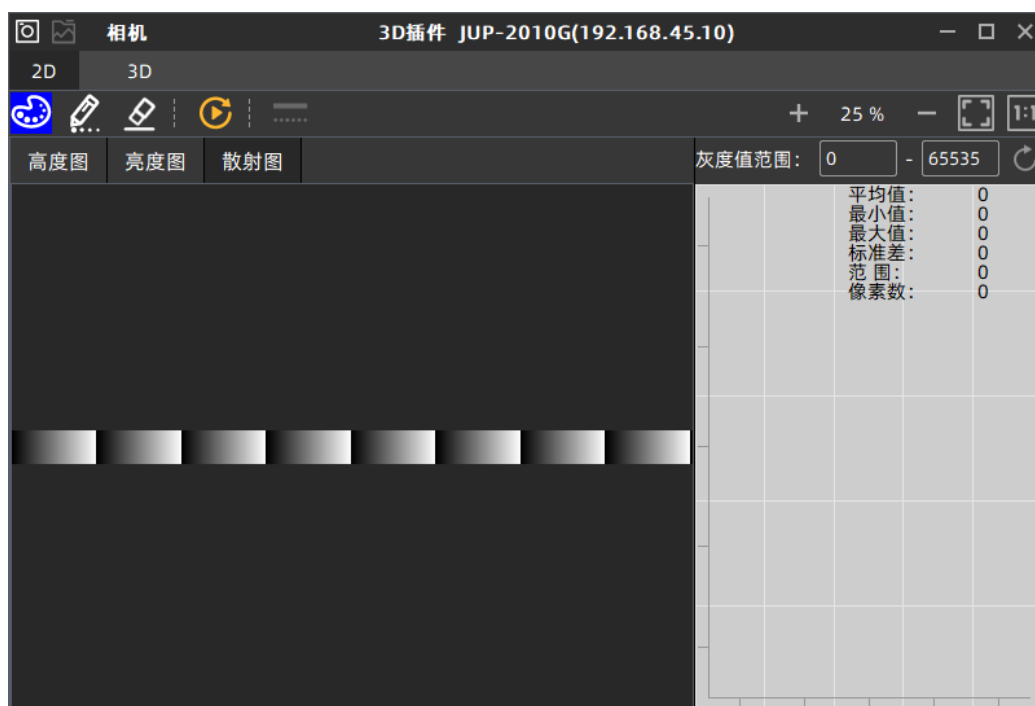 相机 3D插件 JUP-2010G(192.168.45.10)
2D 3D
25 % 1:1
高度图 亮度图 散射图 灰度值范围： 0 - 65535
平均值： 0
最小值： 0
最大值： 0
标准差： 0
范 围： 0
像素数： 0